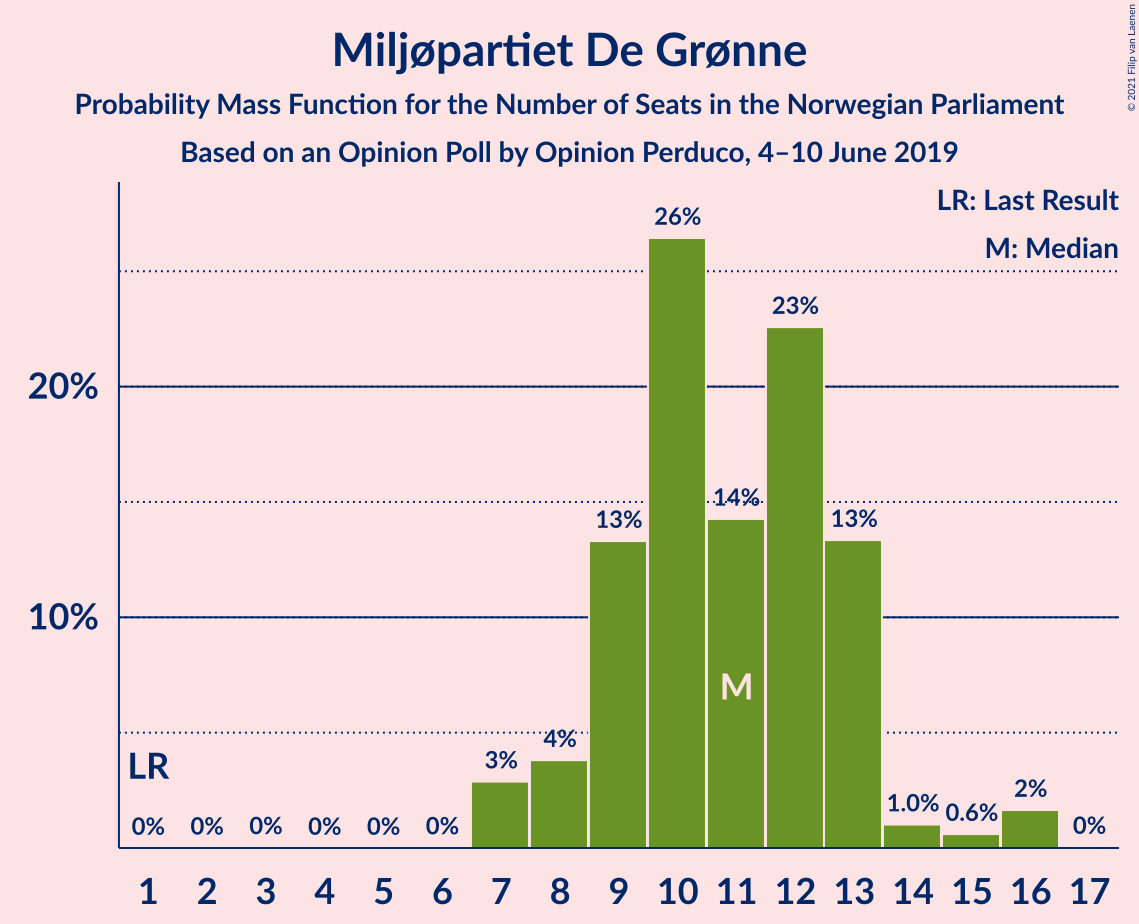 Miljøpartiet De Grønne
Probability Mass Function for the Number of Seats in the Norwegian Parliament
Based on an Opinion Poll by Opinion Perduco, 4–10 June 2019
© 2021 Filip van Laenen
LR: Last Result
M: Median
26%
23%
20%
14%
13%
13%
10%
M
LR
4%
3%
2%
1.0%
0.6%
0% 0% 0% 0% 0% 0% 0%
1 2 3 4 5 6 7 8 9 10 11 12 13 14 15 16 17